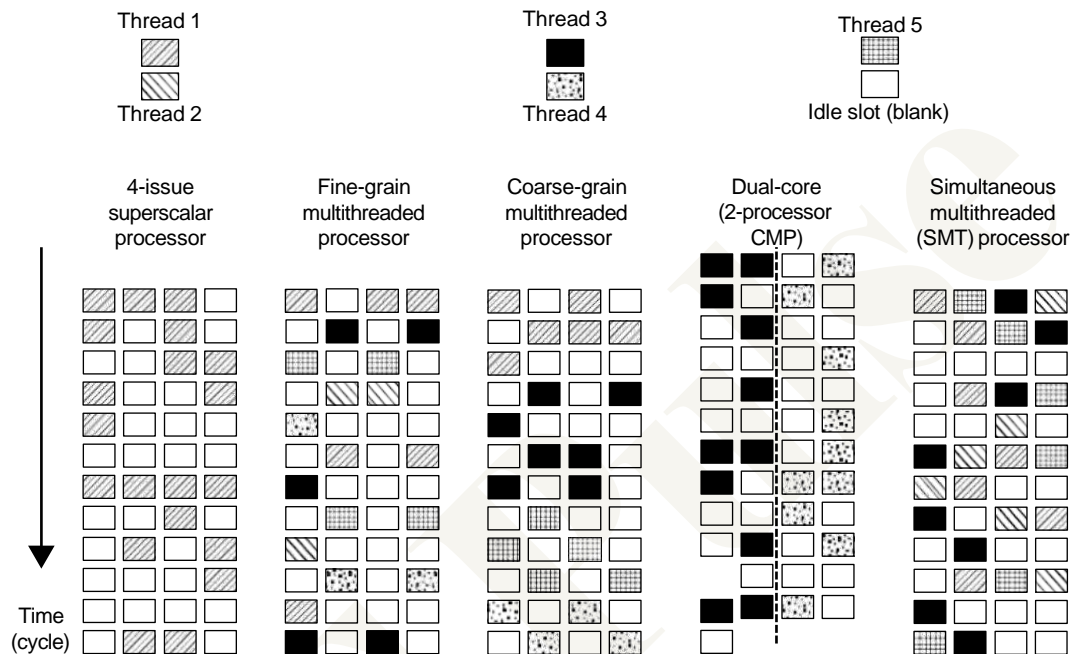 Thread 1
Thread 2
Thread 3
Thread 4
Thread 5
Idle slot (blank)
4-issue
superscalar
processor
Fine-grain
multithreaded
processor
Coarse-grain
multithreaded
processor
Dual-core
(2-processor
CMP)
Simultaneous
multithreaded
(SMT) processor
Time
(cycle)